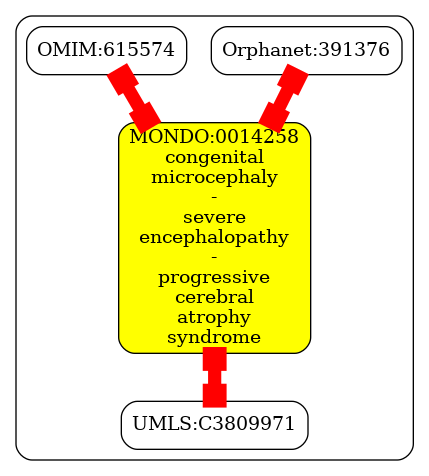 OMIM:615574
Orphanet:391376
MONDO:0014258
congenital
microcephaly
-
severe
encephalopathy
-
progressive
cerebral
atrophy
syndrome
UMLS:C3809971